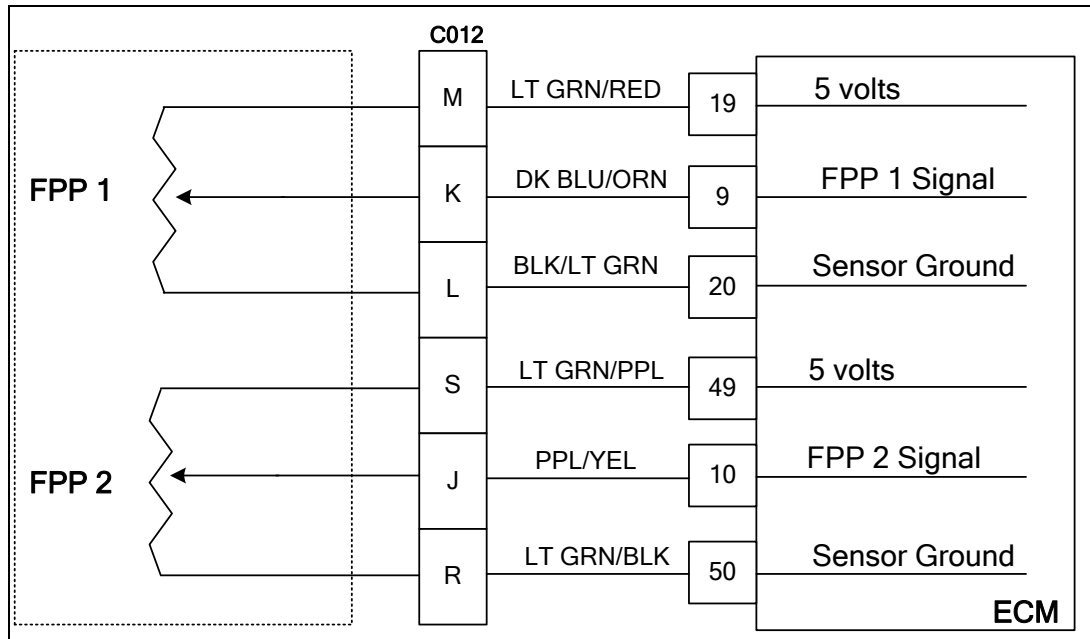 C012
M LT GRN/RED 19 5 volts
FPP 1 K DK BLU/ORN 9 FPP 1 Signal
L BLK/LT GRN 20 Sensor Ground
S LT GRN/PPL 49 5 volts
FPP 2 J PPL/YEL 10 FPP 2 Signal
R LT GRN/BLK 50 Sensor Ground
ECM